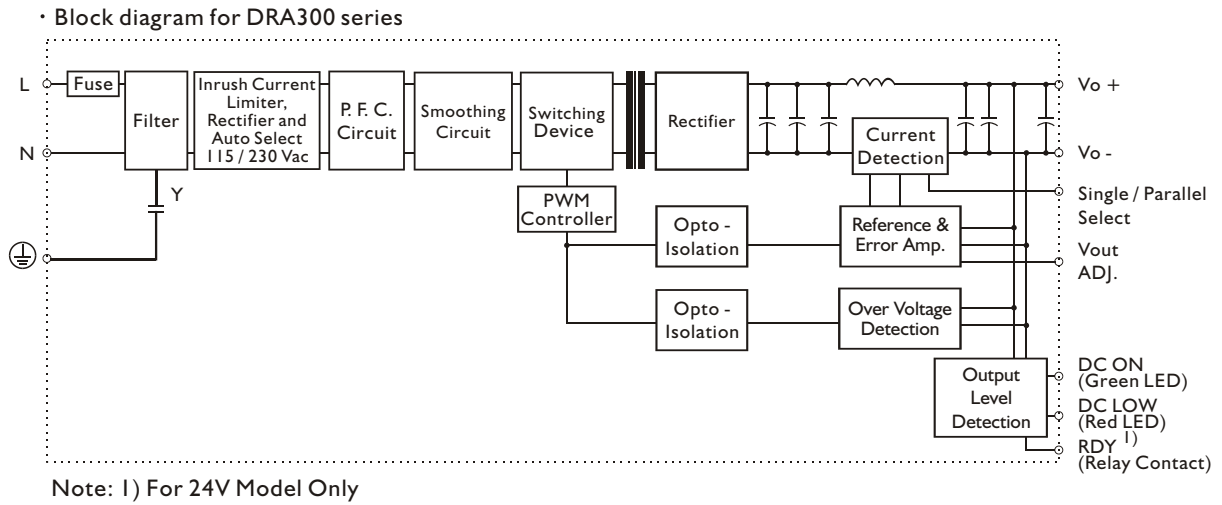 · Block diagram for DRA300 series
L
Fuse
N
Filter
Y
Inrush Current
Limiter,
Rectifier and
Auto Select
115 / 230 Vac
P. F. C.
Circuit
Smoothing
Circuit
Switching
Device
PWM
Controller
Rectifier
Current
Detection
Opto -
Isolation
Reference &
Error Amp.
Opto -
Isolation
Over Voltage
Detection
Output
Level
Detection
Vo +
Vo -
Single / Parallel
Select
Vout
ADJ.
DC ON
(Green LED)
DC LOW
(Red LED)
RDY 1)
(Relay Contact)
Note: 1) For 24V Model Only